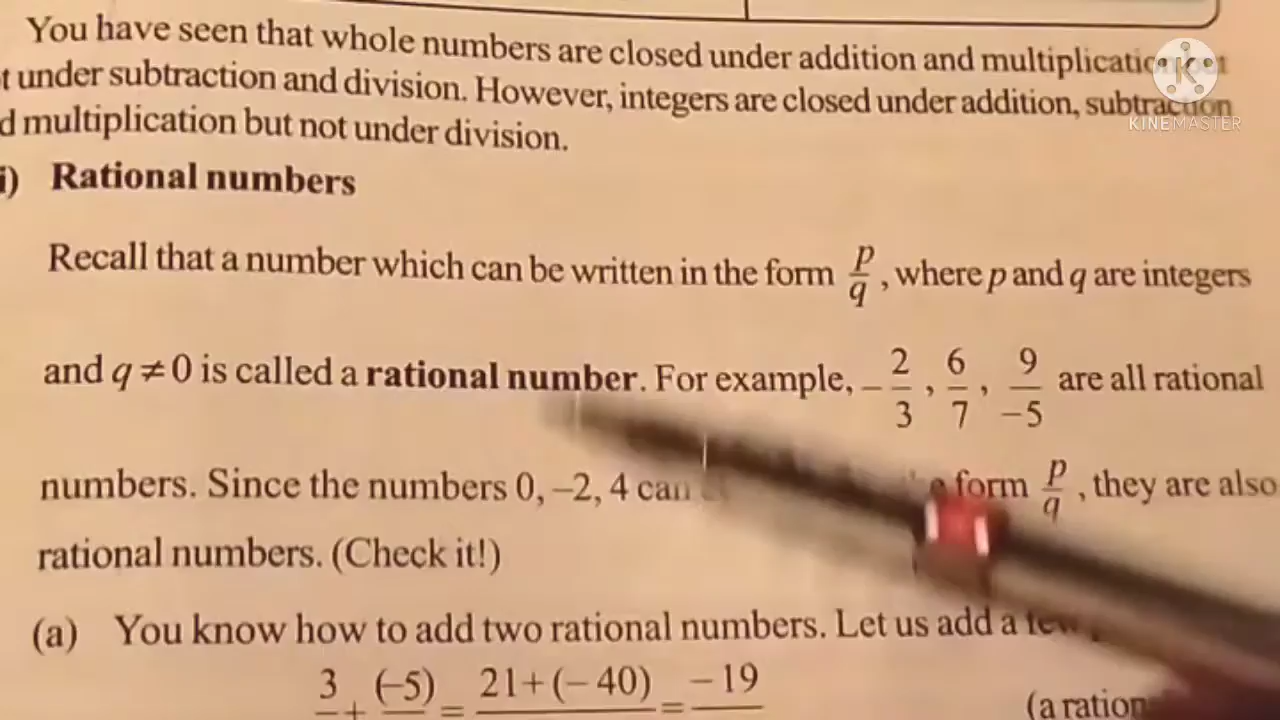 You have seen that whole numbers are closed under addition and multiplication
t under subtraction and division. However, integers are closed under addition, subtraction
d multiplication but not under division.
KINEMASTER
i) Rational numbers
Recall that a number which can be written in the form p/q, where p and q are integers
and q ≠ 0 is called a rational number. For example, -2/3, 6/7, 9/-5 are all rational
numbers. Since the numbers 0, –2, 4 can form p/q, they are also
rational numbers. (Check it!)
(a) You know how to add two rational numbers. Let us add a few
3 + (–5) = 21+(– 40) = – 19 (a ration